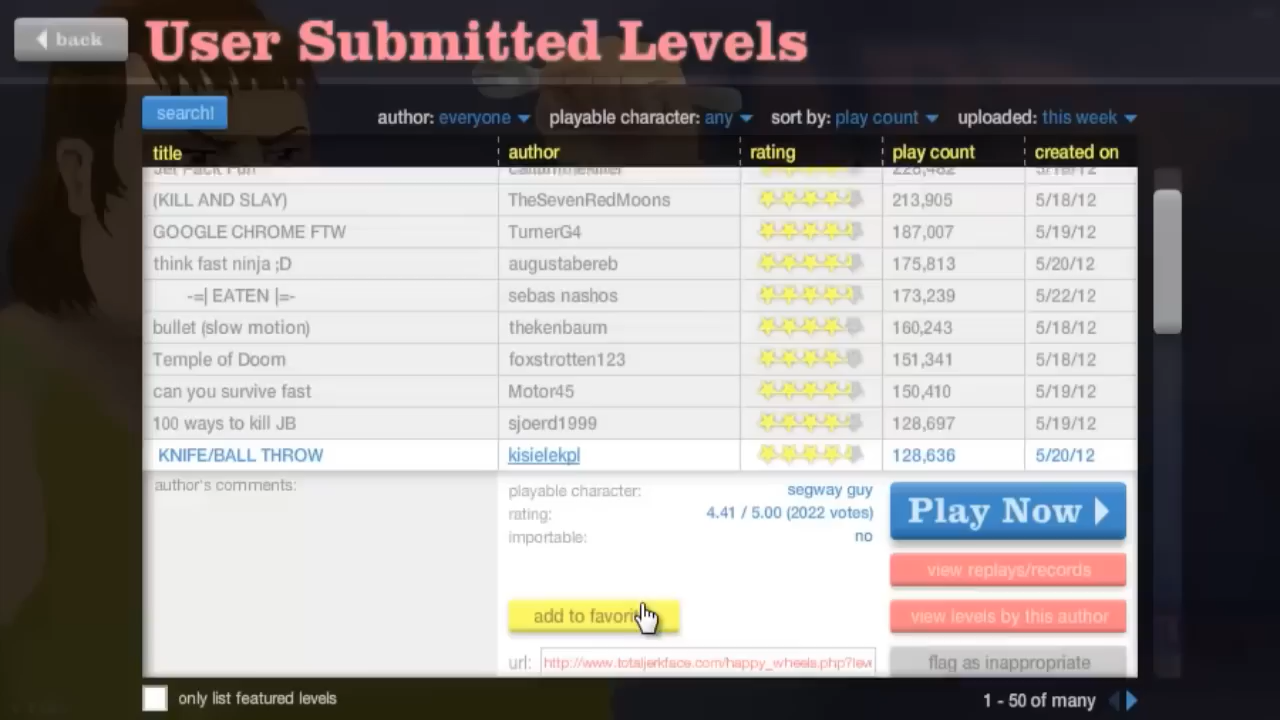 back
User Submitted Levels
search!
author: everyone playable character: any sort by: play count uploaded: this week
title author rating play count created on
Jet Pack Fun
(KILL AND SLAY) TheSevenRedMoons 213,905 5/18/12
GOOGLE CHROME FTW TurnerG4 187,007 5/19/12
think fast ninja ;D augustabereb 175,813 5/20/12
-=| EATEN |=- sebas nashos 173,239 5/22/12
bullet (slow motion) thekenbaum 160,243 5/18/12
Temple of Doom foxstrotten123 151,341 5/18/12
can you survive fast Motor45 150,410 5/19/12
100 ways to kill JB sjoerd1999 128,697 5/19/12
KNIFE/BALL THROW kisielekpl 128,636 5/20/12
author's comments:
playable character: segway guy
rating: 4.41 / 5.00 (2022 votes)
importable: no
Play Now
view replays/records
add to favorit
view levels by this author
url: http://www.totaljerkface.com/happy_wheels.php?leve
flag as inappropriate
only list featured levels
1 - 50 of many